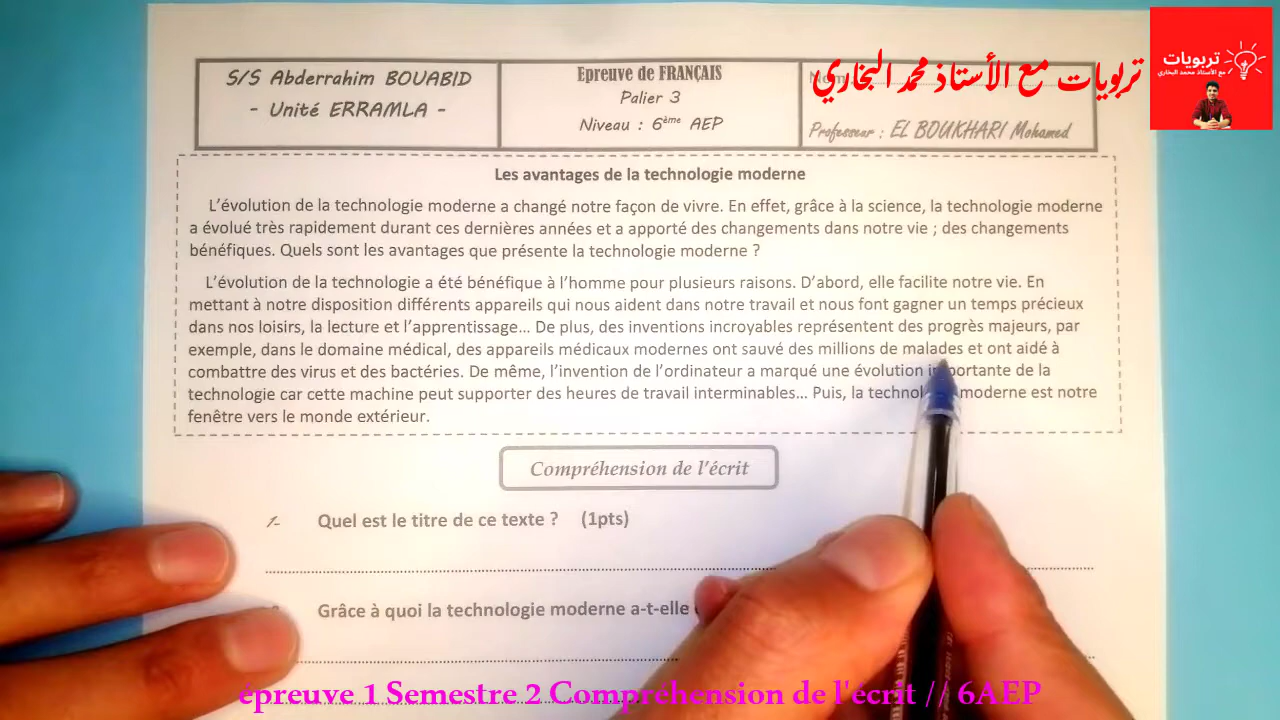 S/S Abderrahim BOUABID
- Unité ERRAMLA -
Epreuve de FRANÇAIS
Palier 3
Niveau : 6ème AEP
تربويات مع الأستاذ محمد البخاري
Professeur : EL BOUKHARI Mohamed
تربويات
مع الأستاذ محمد البخاري
Les avantages de la technologie moderne
L'évolution de la technologie moderne a changé notre façon de vivre. En effet, grâce à la science, la technologie moderne
a évolué très rapidement durant ces dernières années et a apporté des changements dans notre vie ; des changements
bénéfiques. Quels sont les avantages que présente la technologie moderne ?
L'évolution de la technologie a été bénéfique à l'homme pour plusieurs raisons. D'abord, elle facilite notre vie. En
mettant à notre disposition différents appareils qui nous aident dans notre travail et nous font gagner un temps précieux
dans nos loisirs, la lecture et l'apprentissage... De plus, des inventions incroyables représentent des progrès majeurs, par
exemple, dans le domaine médical, des appareils médicaux modernes ont sauvé des millions de malades et ont aidé à
combattre des virus et des bactéries. De même, l'invention de l'ordinateur a marqué une évolution importante de la
technologie car cette machine peut supporter des heures de travail interminables... Puis, la technologie moderne est notre
fenêtre vers le monde extérieur.
Compréhension de l'écrit
1- Quel est le titre de ce texte ? (1pts)
Grâce à quoi la technologie moderne a-t-elle
épreuve 1 Semestre 2 Compréhension de l'écrit // 6AEP